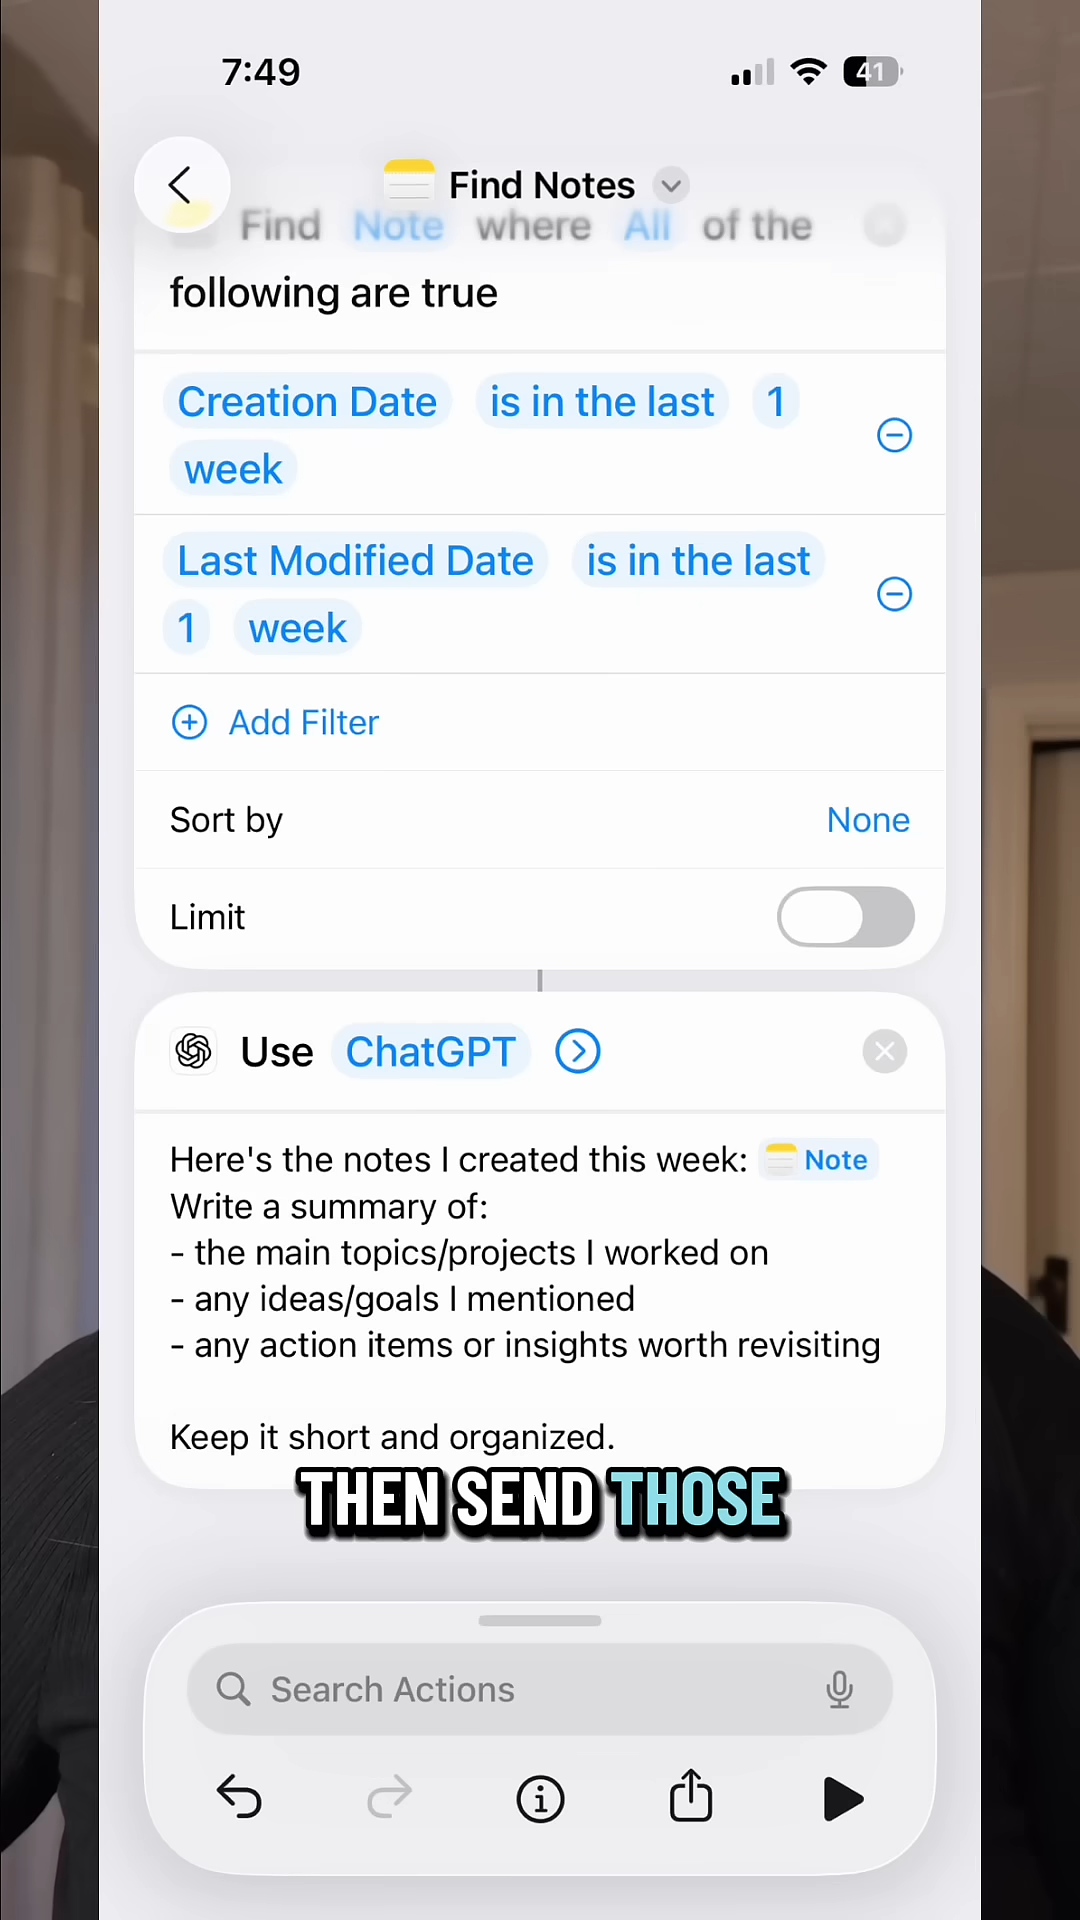 7:49
41
Find Notes
Find Note where All of the
following are true
Creation Date is in the last 1
week
Last Modified Date is in the last
1 week
Add Filter
Sort by None
Limit
Use ChatGPT
Here's the notes I created this week: Note
Write a summary of:
- the main topics/projects I worked on
- any ideas/goals I mentioned
- any action items or insights worth revisiting
Keep it short and organized.
THEN SEND THOSE
Search Actions